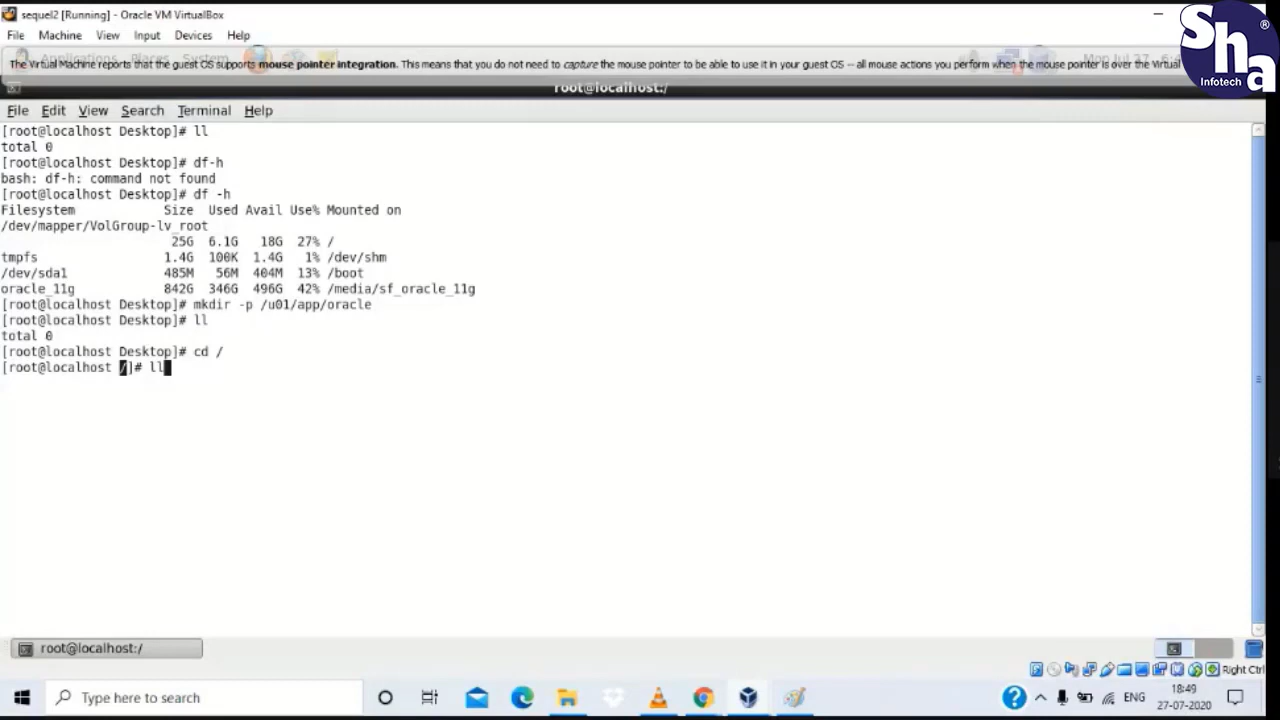 sequel2 [Running] - Oracle VM VirtualBox
File Machine View Input Devices Help
Sha
®
Infotech
Applications Places System
The Virtual Machine reports that the guest OS supports mouse pointer integration. This means that you do not need to capture the mouse pointer to be able to use it in your guest OS -- all mouse actions you perform when the mouse pointer is over the Virtual
root@localhost:/
File Edit View Search Terminal Help
[root@localhost Desktop]# ll
total 0
[root@localhost Desktop]# df-h
bash: df-h: command not found
[root@localhost Desktop]# df -h
Filesystem Size Used Avail Use% Mounted on
/dev/mapper/VolGroup-lv_root
25G 6.1G 18G 27% /
tmpfs 1.4G 100K 1.4G 1% /dev/shm
/dev/sda1 485M 56M 404M 13% /boot
oracle_11g 842G 346G 496G 42% /media/sf_oracle_11g
[root@localhost Desktop]# mkdir -p /u01/app/oracle
[root@localhost Desktop]# ll
total 0
[root@localhost Desktop]# cd /
[root@localhost /]# ll
root@localhost:/
Right Ctrl
Type here to search
ENG
18:49
27-07-2020